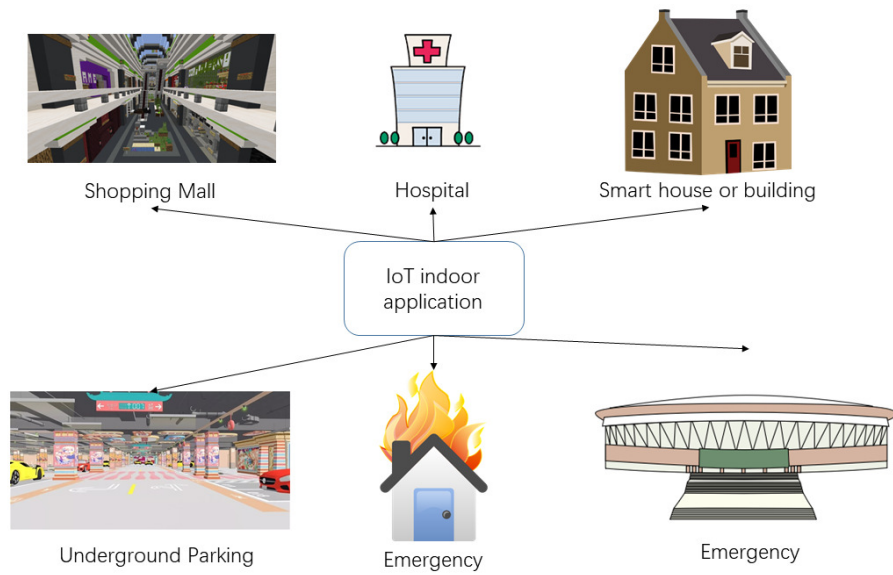 Shopping Mall
Hospital
Smart house or building
IoT indoor
application
Underground Parking
Emergency
Emergency